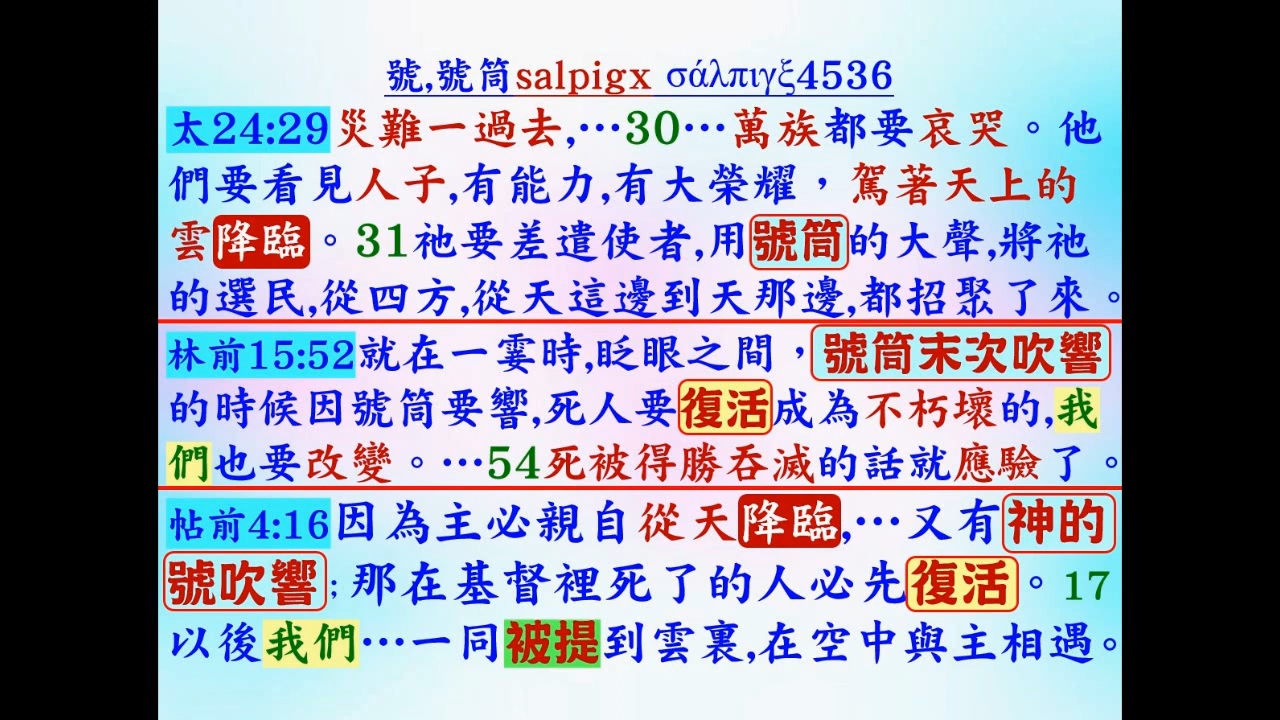 號,號筒salpigx σάλπιγξ4536
太24:29災難一過去,…30…萬族都要哀哭。他
們要看見人子,有能力,有大榮耀，駕著天上的
雲降臨。31祂要差遣使者,用號筒的大聲,將祂
的選民,從四方,從天這邊到天那邊,都招聚了來。
林前15:52就在一霎時,眨眼之間，號筒末次吹響
的時候因號筒要響,死人要復活成為不朽壞的,我
們也要改變。…54死被得勝吞滅的話就應驗了。
帖前4:16因為主必親自從天降臨,…又有神的
號吹響;那在基督裡死了的人必先復活。17
以後我們…一同被提到雲裏,在空中與主相遇。